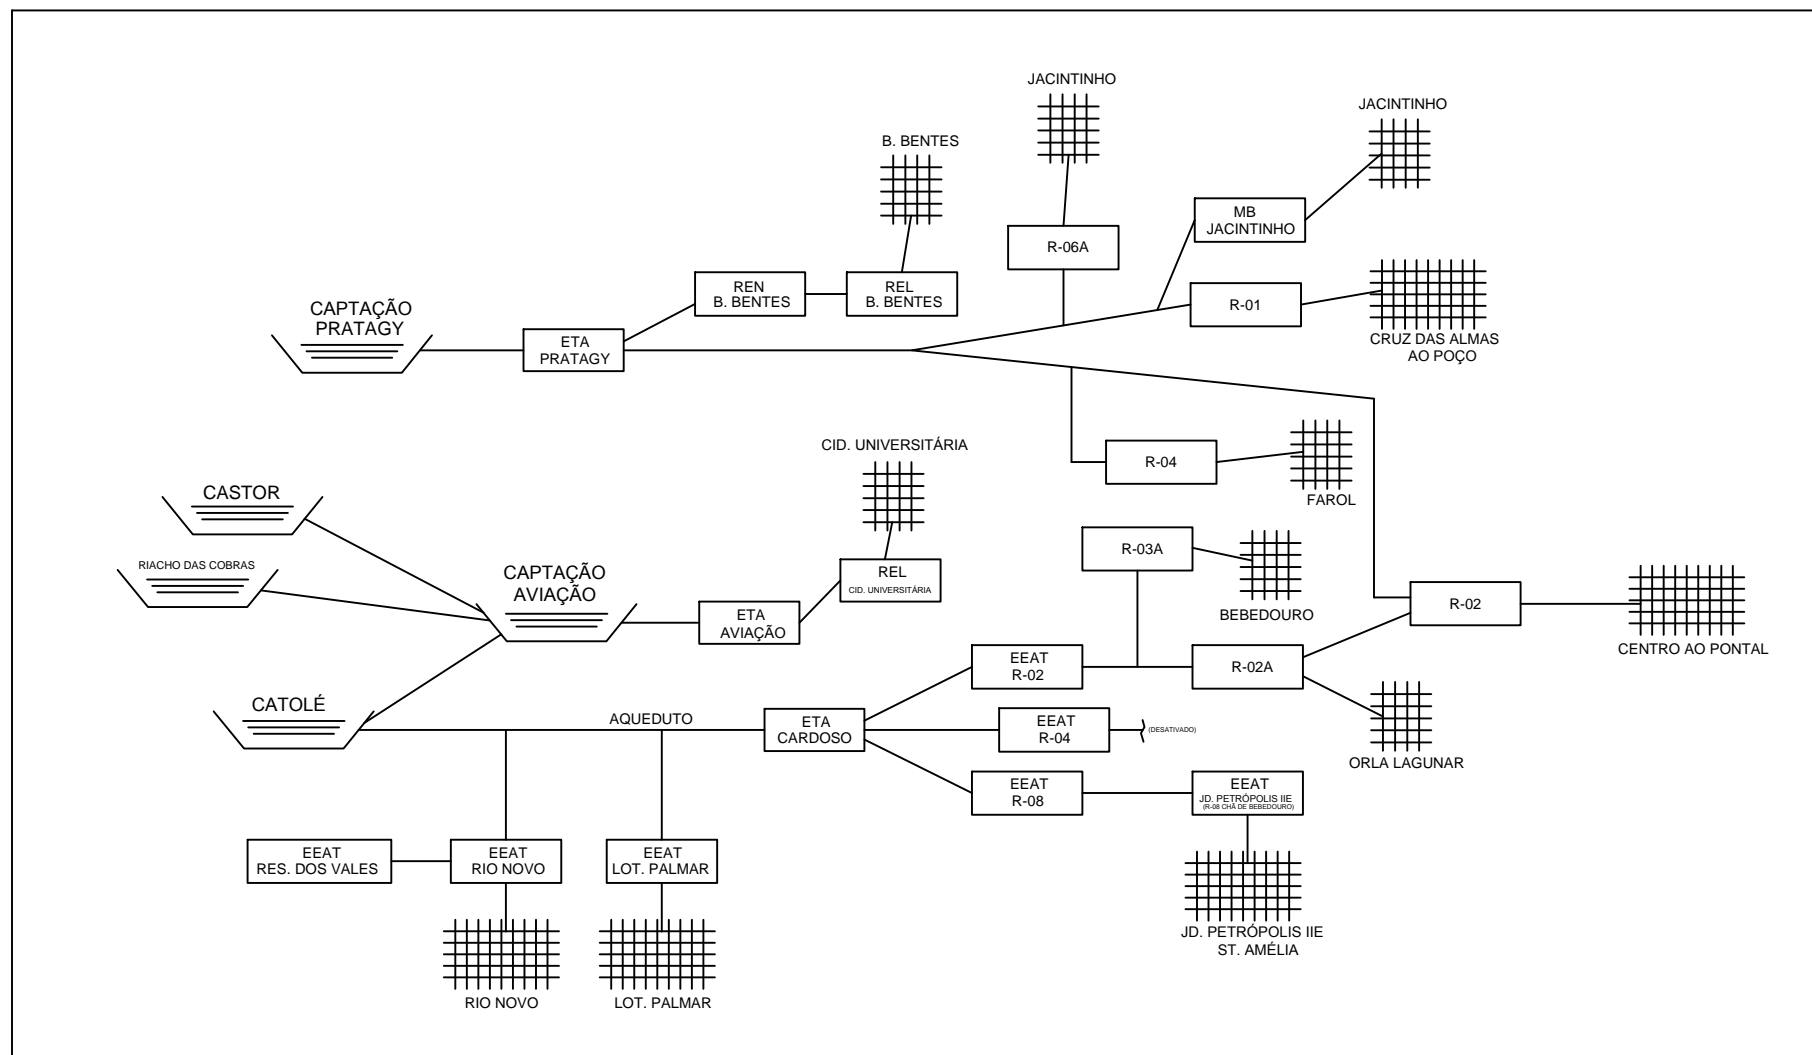 JACINTINHO
JACINTINHO
B. BENTES
MB
JACINTINHO
R-06A
REN
B. BENTES
REL
B. BENTES
R-01
CAPTAÇÃO
PRATAGY
ETA
PRATAGY
CRUZ DAS ALMAS
AO POÇO
CID. UNIVERSITÁRIA
R-04
FAROL
CASTOR
RIACHO DAS COBRAS
CAPTAÇÃO
AVIAÇÃO
REL
CID. UNIVERSITÁRIA
R-03A
BEBEDOURO
R-02
CENTRO AO PONTAL
ETA
AVIAÇÃO
EEAT
R-02
R-02A
CATOLÉ
AQUEDUTO
ETA
CARDOSO
EEAT
R-04
(DESATIVADO)
ORLA LAGUNAR
EEAT
R-08
EEAT
JD. PETRÓPOLIS IIE
(R-08 CHÃ DE BEBEDOURO)
EEAT
RES. DOS VALES
EEAT
RIO NOVO
EEAT
LOT. PALMAR
JD. PETRÓPOLIS IIE
ST. AMÉLIA
RIO NOVO
LOT. PALMAR